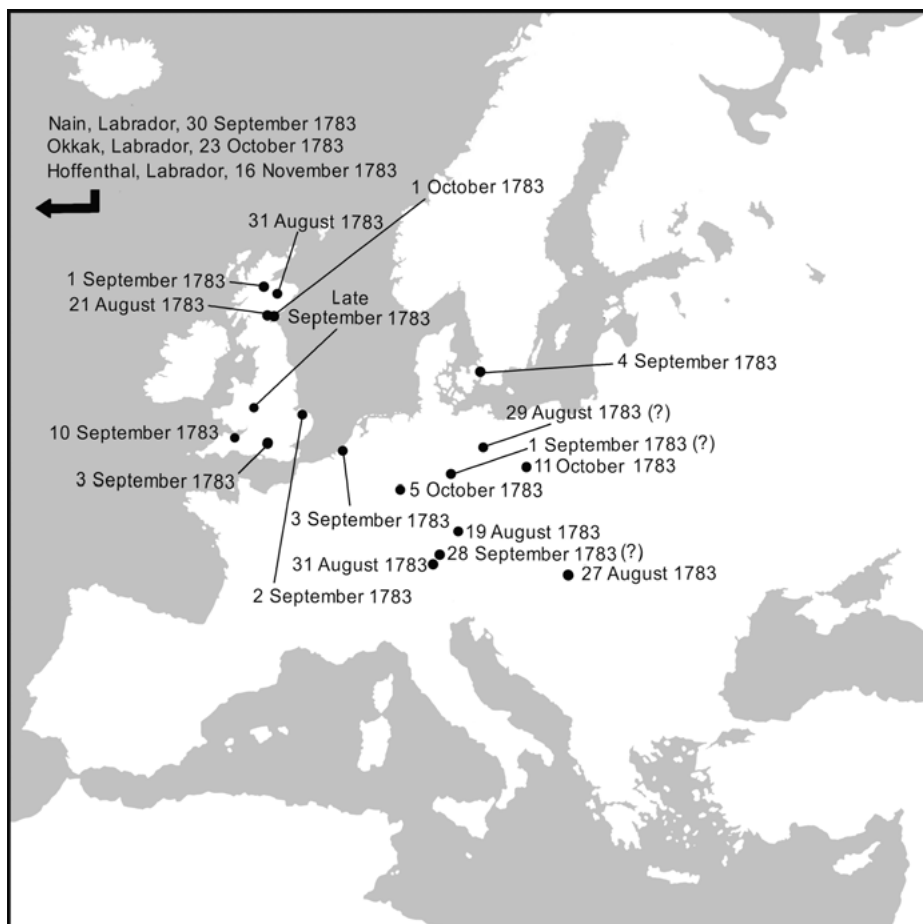 Nain, Labrador, 30 September 1783
Okkak, Labrador, 23 October 1783
Hoffenthal, Labrador, 16 November 1783
1 October 1783
31 August 1783
1 September 1783
21 August 1783
Late
September 1783
4 September 1783
29 August 1783 (?)
10 September 1783
1 September 1783 (?)
11 October 1783
3 September 1783
5 October 1783
3 September 1783
19 August 1783
28 September 1783 (?)
31 August 1783
27 August 1783
2 September 1783